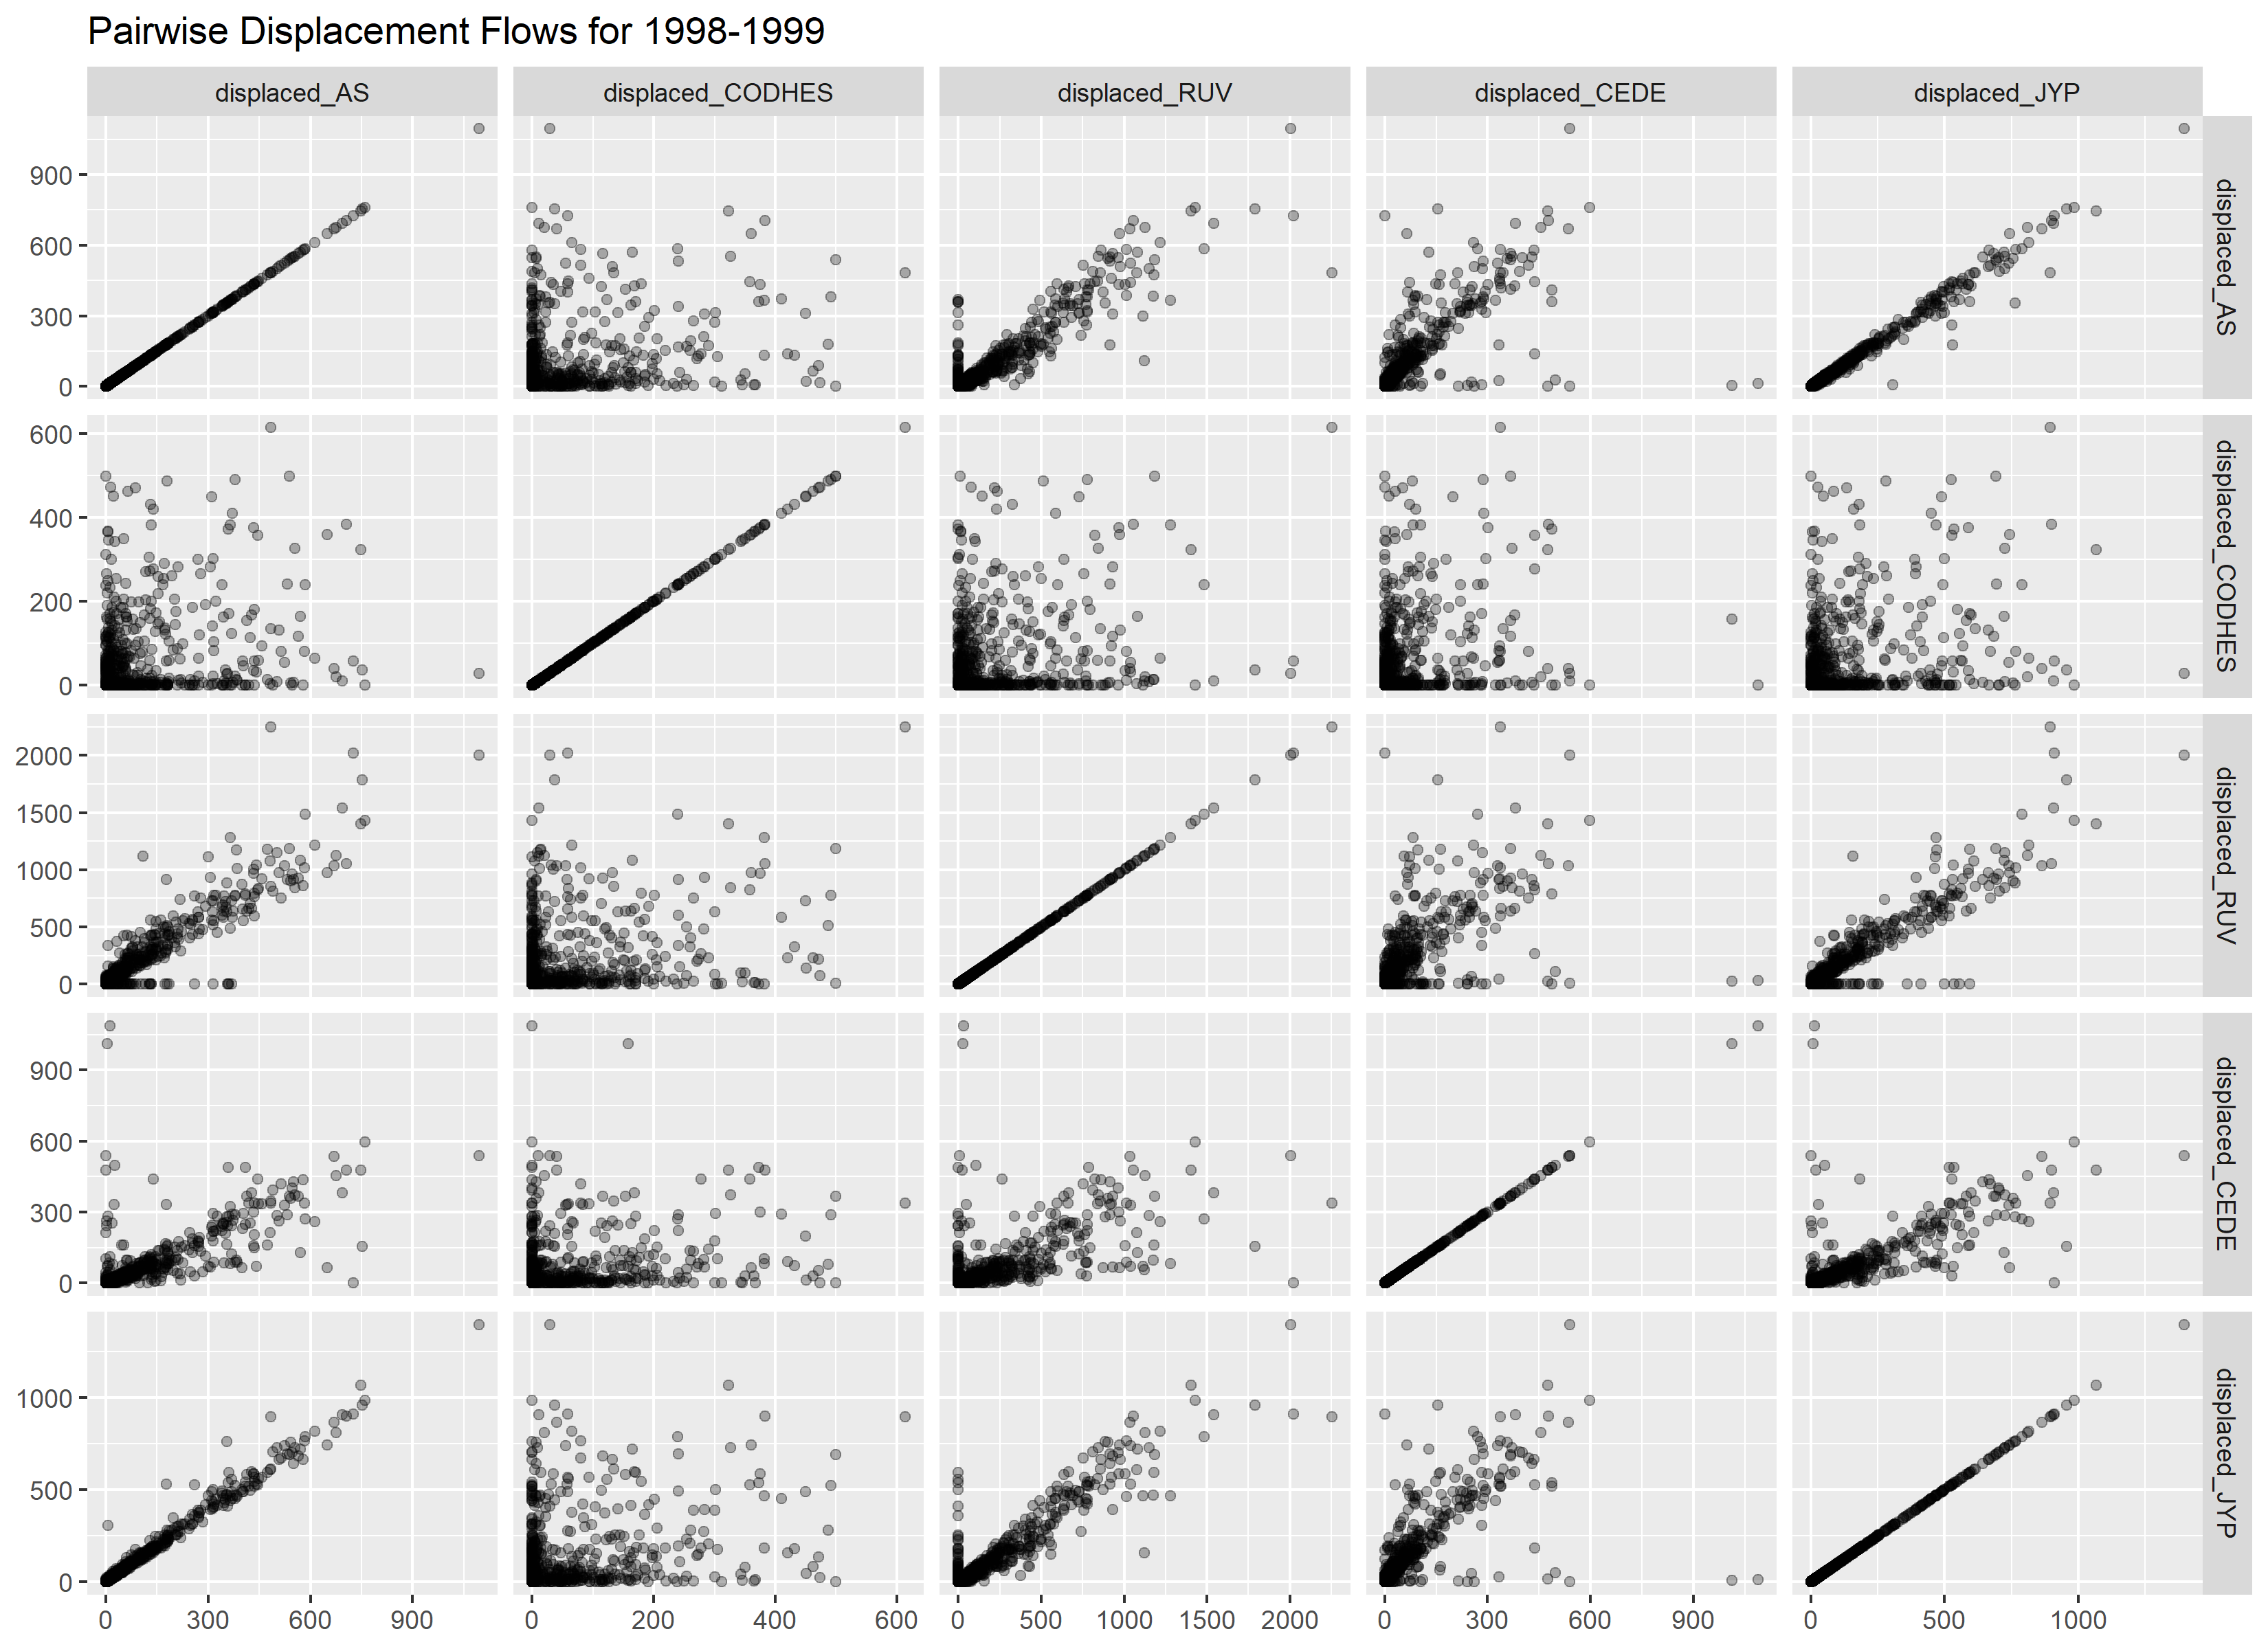 Pairwise Displacement Flows for 1998-1999
displaced_AS displaced_CODHES displaced_RUV displaced_CEDE displaced_JYP
900
600
300
0
displaced_AS
600
400
200
0
displaced_CODHES
2000
1500
1000
500
0
displaced_RUV
900
600
300
0
displaced_CEDE
1000
500
0
displaced_JYP
0 300 600 900 0 200 400 600 0 500 1000 1500 2000 0 300 600 900 0 500 1000